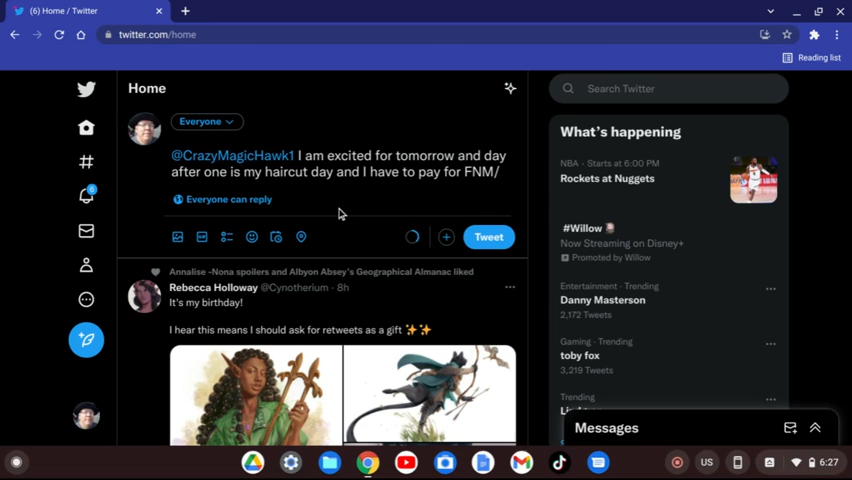 (6) Home / Twitter
twitter.com/home
Reading list
Home
Search Twitter
Everyone
@CrazyMagicHawk1 I am excited for tomorrow and day
after one is my haircut day and I have to pay for FNM/
Everyone can reply
6
Tweet
Annalise -Nona spoilers and Albyon Absey's Geographical Almanac liked
Rebecca Holloway @Cynotherium · 8h
It's my birthday!
I hear this means I should ask for retweets as a gift ✨✨
What's happening
NBA · Starts at 6:00 PM
Rockets at Nuggets
#Willow
Now Streaming on Disney+
Promoted by Willow
Entertainment · Trending
Danny Masterson
2,172 Tweets
Gaming · Trending
toby fox
3,219 Tweets
Trending
Messages
US
6:27